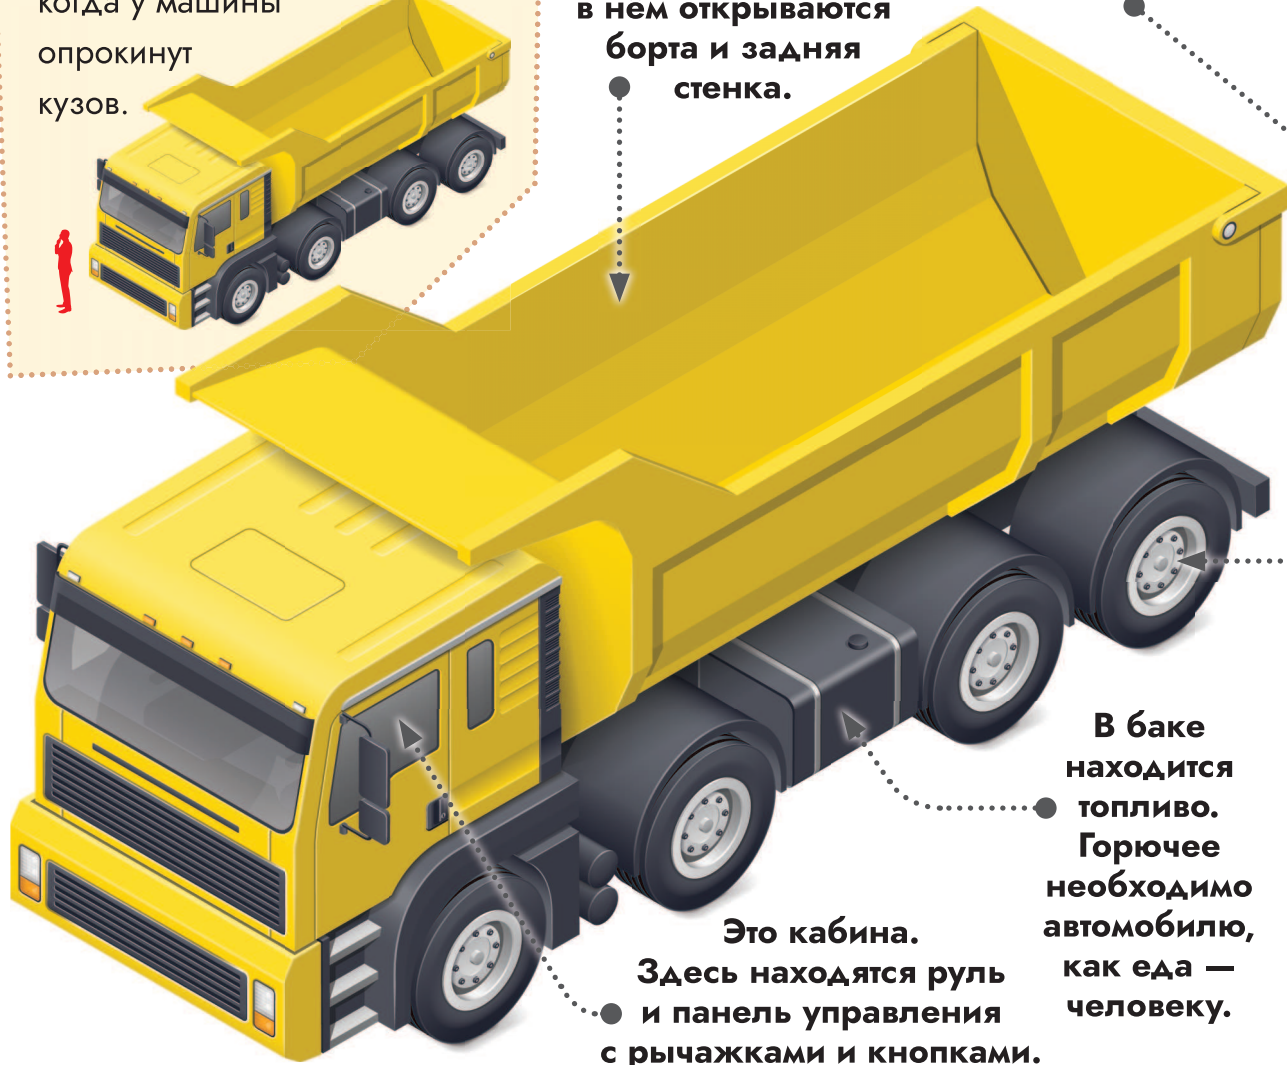 когда у машины
опрокинут
кузов.
в нем открываются
борта и задняя
стенка.
В баке
находится
топливо.
Горючее
необходимо
автомобилю,
как еда —
человеку.
Это кабина.
Здесь находятся руль
и панель управления
с рычажками и кнопками.